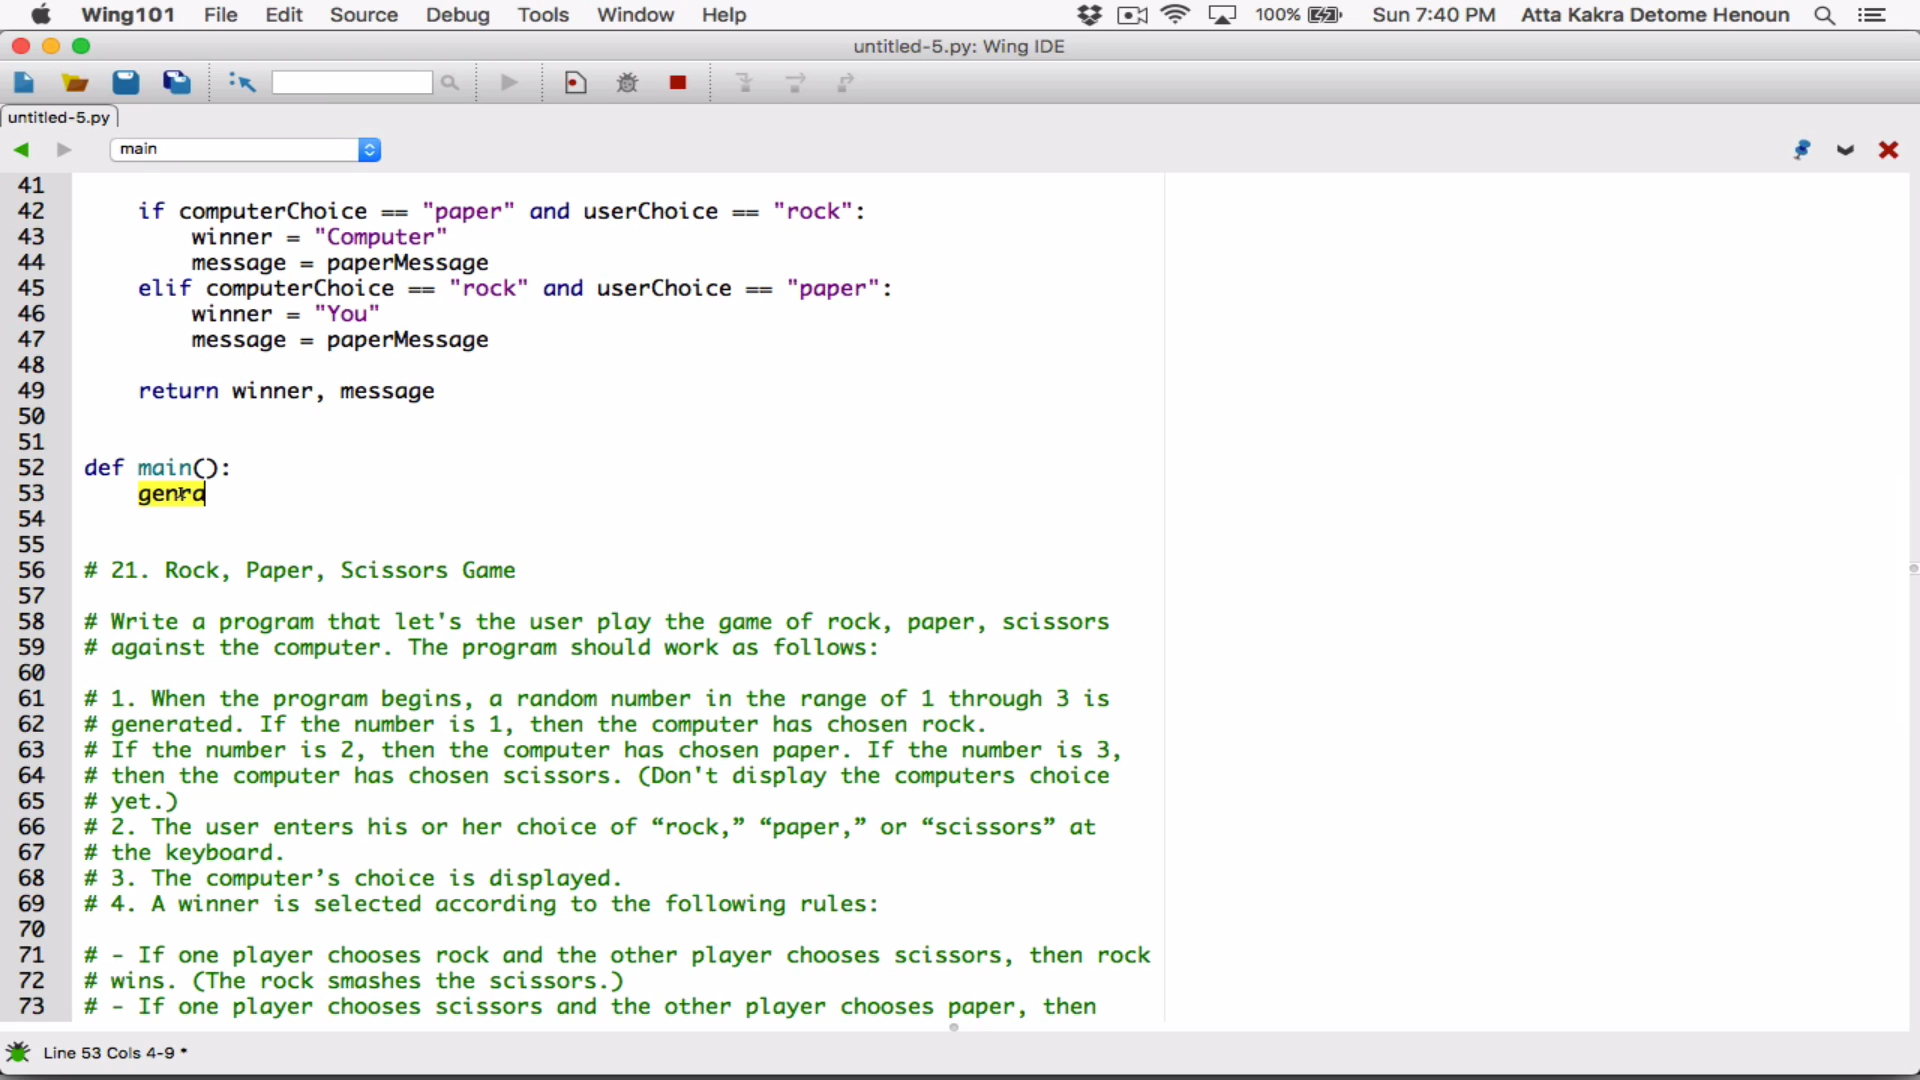 Wing101 File Edit Source Debug Tools Window Help 100% Sun 7:40 PM Atta Kakra Detome Henoun
untitled-5.py: Wing IDE
untitled-5.py
main
41
42 if computerChoice == "paper" and userChoice == "rock":
43 winner = "Computer"
44 message = paperMessage
45 elif computerChoice == "rock" and userChoice == "paper":
46 winner = "You"
47 message = paperMessage
48
49 return winner, message
50
51
52 def main():
53 genra
54
55
56 # 21. Rock, Paper, Scissors Game
57
58 # Write a program that let's the user play the game of rock, paper, scissors
59 # against the computer. The program should work as follows:
60
61 # 1. When the program begins, a random number in the range of 1 through 3 is
62 # generated. If the number is 1, then the computer has chosen rock.
63 # If the number is 2, then the computer has chosen paper. If the number is 3,
64 # then the computer has chosen scissors. (Don't display the computers choice
65 # yet.)
66 # 2. The user enters his or her choice of “rock,” “paper,” or “scissors” at
67 # the keyboard.
68 # 3. The computer’s choice is displayed.
69 # 4. A winner is selected according to the following rules:
70
71 # - If one player chooses rock and the other player chooses scissors, then rock
72 # wins. (The rock smashes the scissors.)
73 # - If one player chooses scissors and the other player chooses paper, then
Line 53 Cols 4-9 *